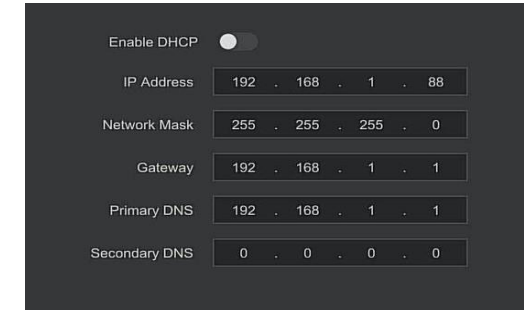 Enable DHCP
IP Address 192 . 168 . 1 . 88
Network Mask 255 . 255 . 255 . 0
Gateway 192 . 168 . 1 . 1
Primary DNS 192 . 168 . 1 . 1
Secondary DNS 0 . 0 . 0 . 0